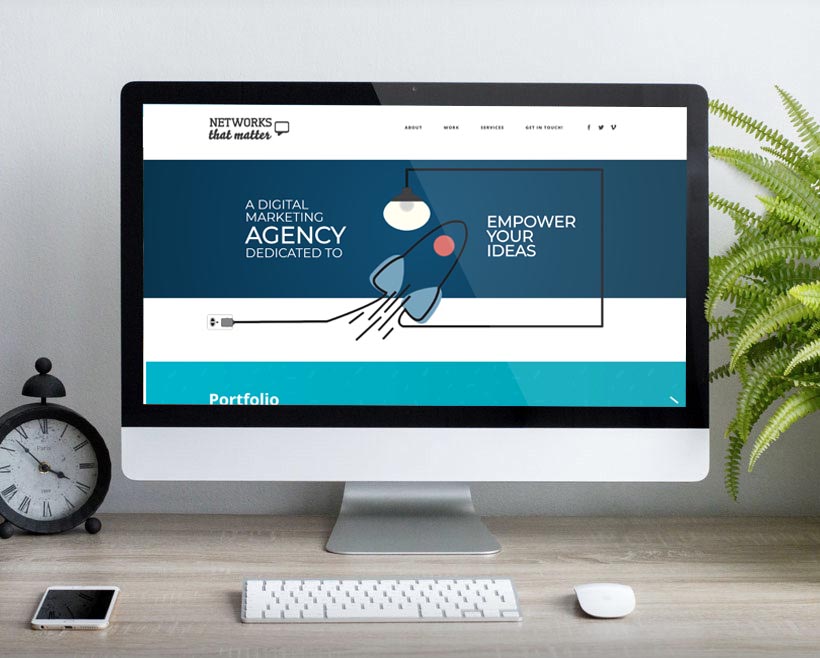 NETWORKS
that matter
ABOUT WORK SERVICES GET IN TOUCH!
A DIGITAL
MARKETING
AGENCY
DEDICATED TO
EMPOWER
YOUR
IDEAS
Portfolio
Paris